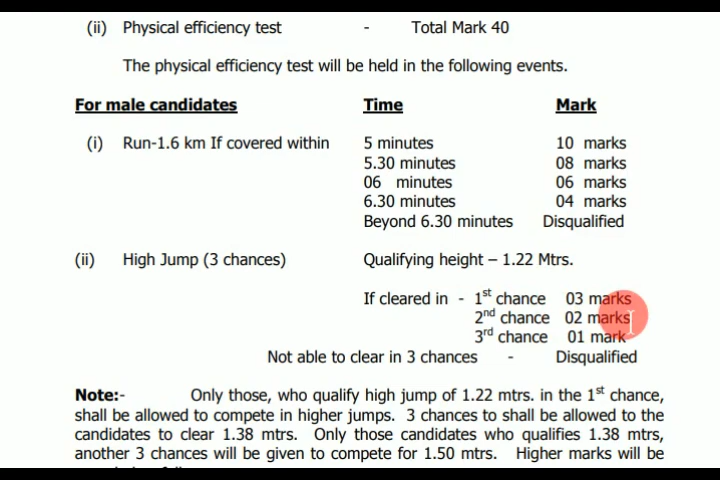 (ii) Physical efficiency test - Total Mark 40
The physical efficiency test will be held in the following events.
For male candidates Time Mark
(i) Run-1.6 km If covered within 5 minutes 10 marks
5.30 minutes 08 marks
06 minutes 06 marks
6.30 minutes 04 marks
Beyond 6.30 minutes Disqualified
(ii) High Jump (3 chances) Qualifying height – 1.22 Mtrs.
If cleared in - 1st chance 03 marks
2nd chance 02 marks
3rd chance 01 mark
Not able to clear in 3 chances - Disqualified
Note:- Only those, who qualify high jump of 1.22 mtrs. in the 1st chance,
shall be allowed to compete in higher jumps. 3 chances to shall be allowed to the
candidates to clear 1.38 mtrs. Only those candidates who qualifies 1.38 mtrs,
another 3 chances will be given to compete for 1.50 mtrs. Higher marks will be